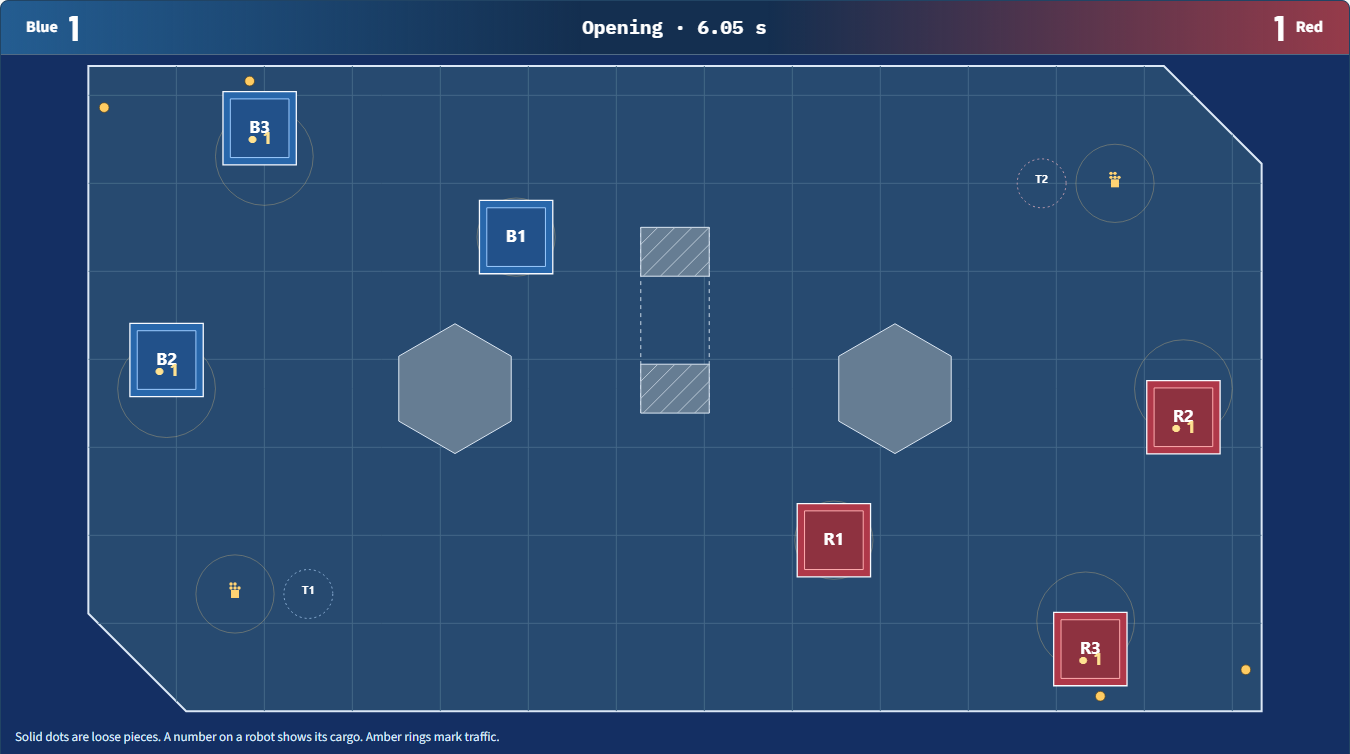 Blue 1 Opening · 6.05 s 1 Red
B3
1
T2
B1
B2
1
R2
1
R1
T1
R3
1
Solid dots are loose pieces. A number on a robot shows its cargo. Amber rings mark traffic.